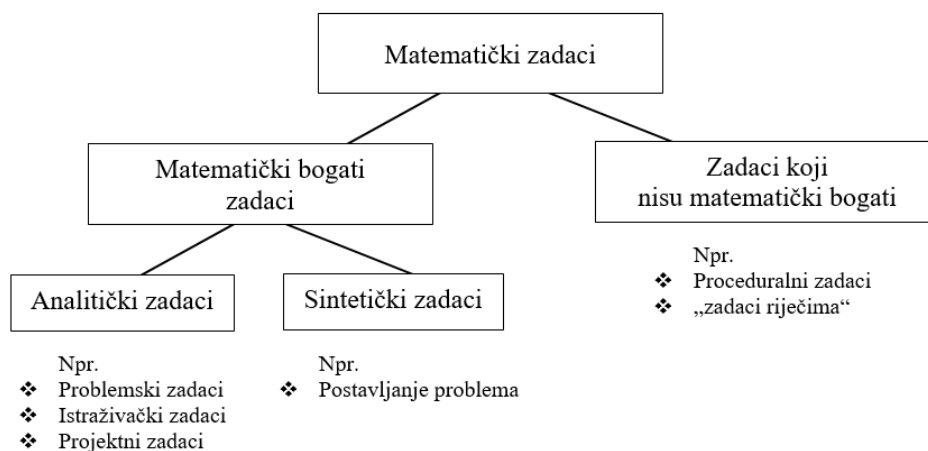 Matematički zadaci
Matematički bogati
zadaci
Zadaci koji
nisu matematički bogati
Analitički zadaci
Sintetički zadaci
Npr.
❖ Proceduralni zadaci
❖ „zadaci riječima“
Npr.
❖ Problemski zadaci
❖ Istraživački zadaci
❖ Projektni zadaci
Npr.
❖ Postavljanje problema